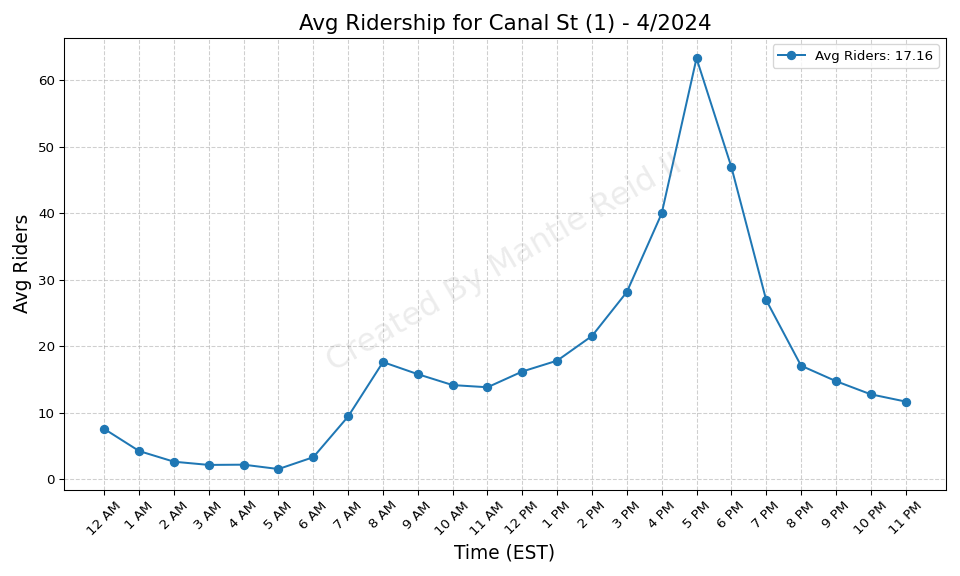 Avg Ridership for Canal St (1) - 4/2024
Avg Riders: 17.16
Avg Riders
60
50
40
30
20
10
0
Created By Mantle Reid II
12 AM
1 AM
2 AM
3 AM
4 AM
5 AM
6 AM
7 AM
8 AM
9 AM
10 AM
11 AM
12 PM
1 PM
2 PM
3 PM
4 PM
5 PM
6 PM
7 PM
8 PM
9 PM
10 PM
11 PM
Time (EST)